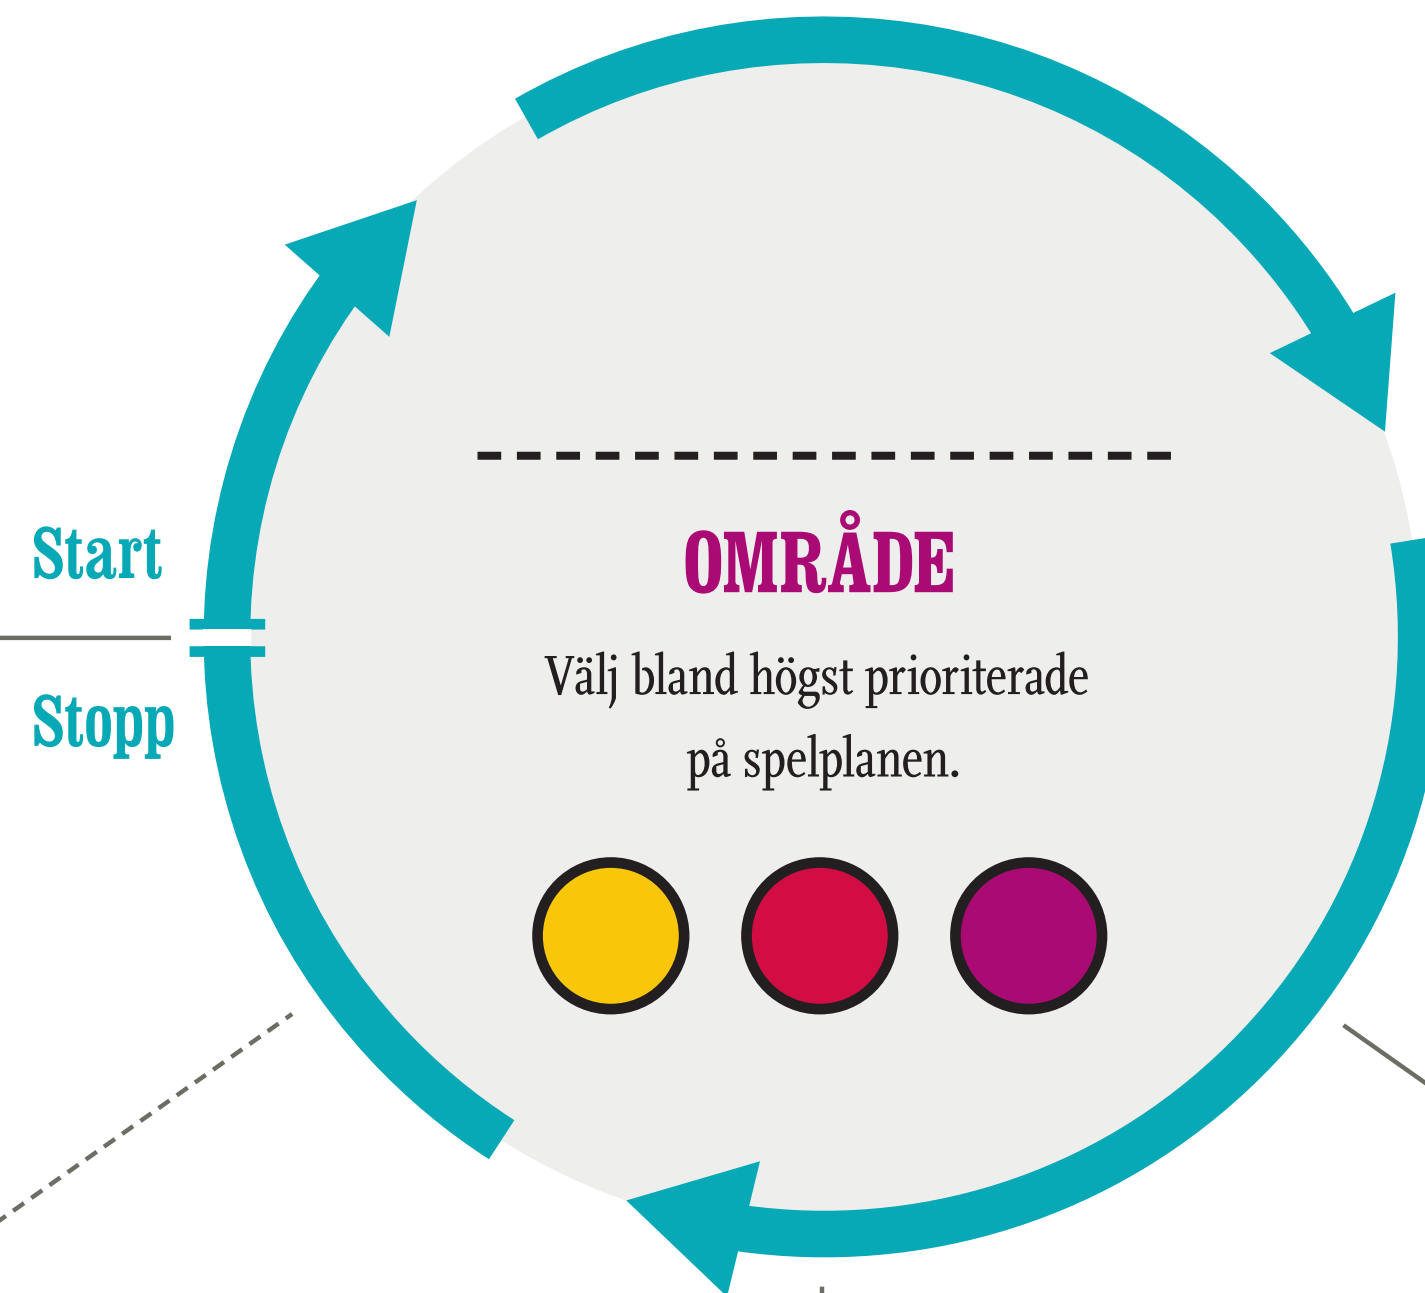 Start
Stopp
OMRÅDE
Välj bland högst prioriterade
på spelplanen.